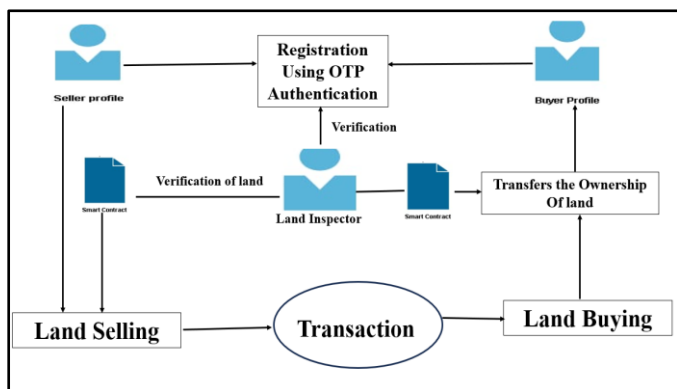 Registration
Using OTP
Authentication
Seller profile
Buyer Profile
Verification
Verification of land
Smart Contract
Land Inspector
Smart Contract
Transfers the Ownership
Of land
Land Selling
Transaction
Land Buying